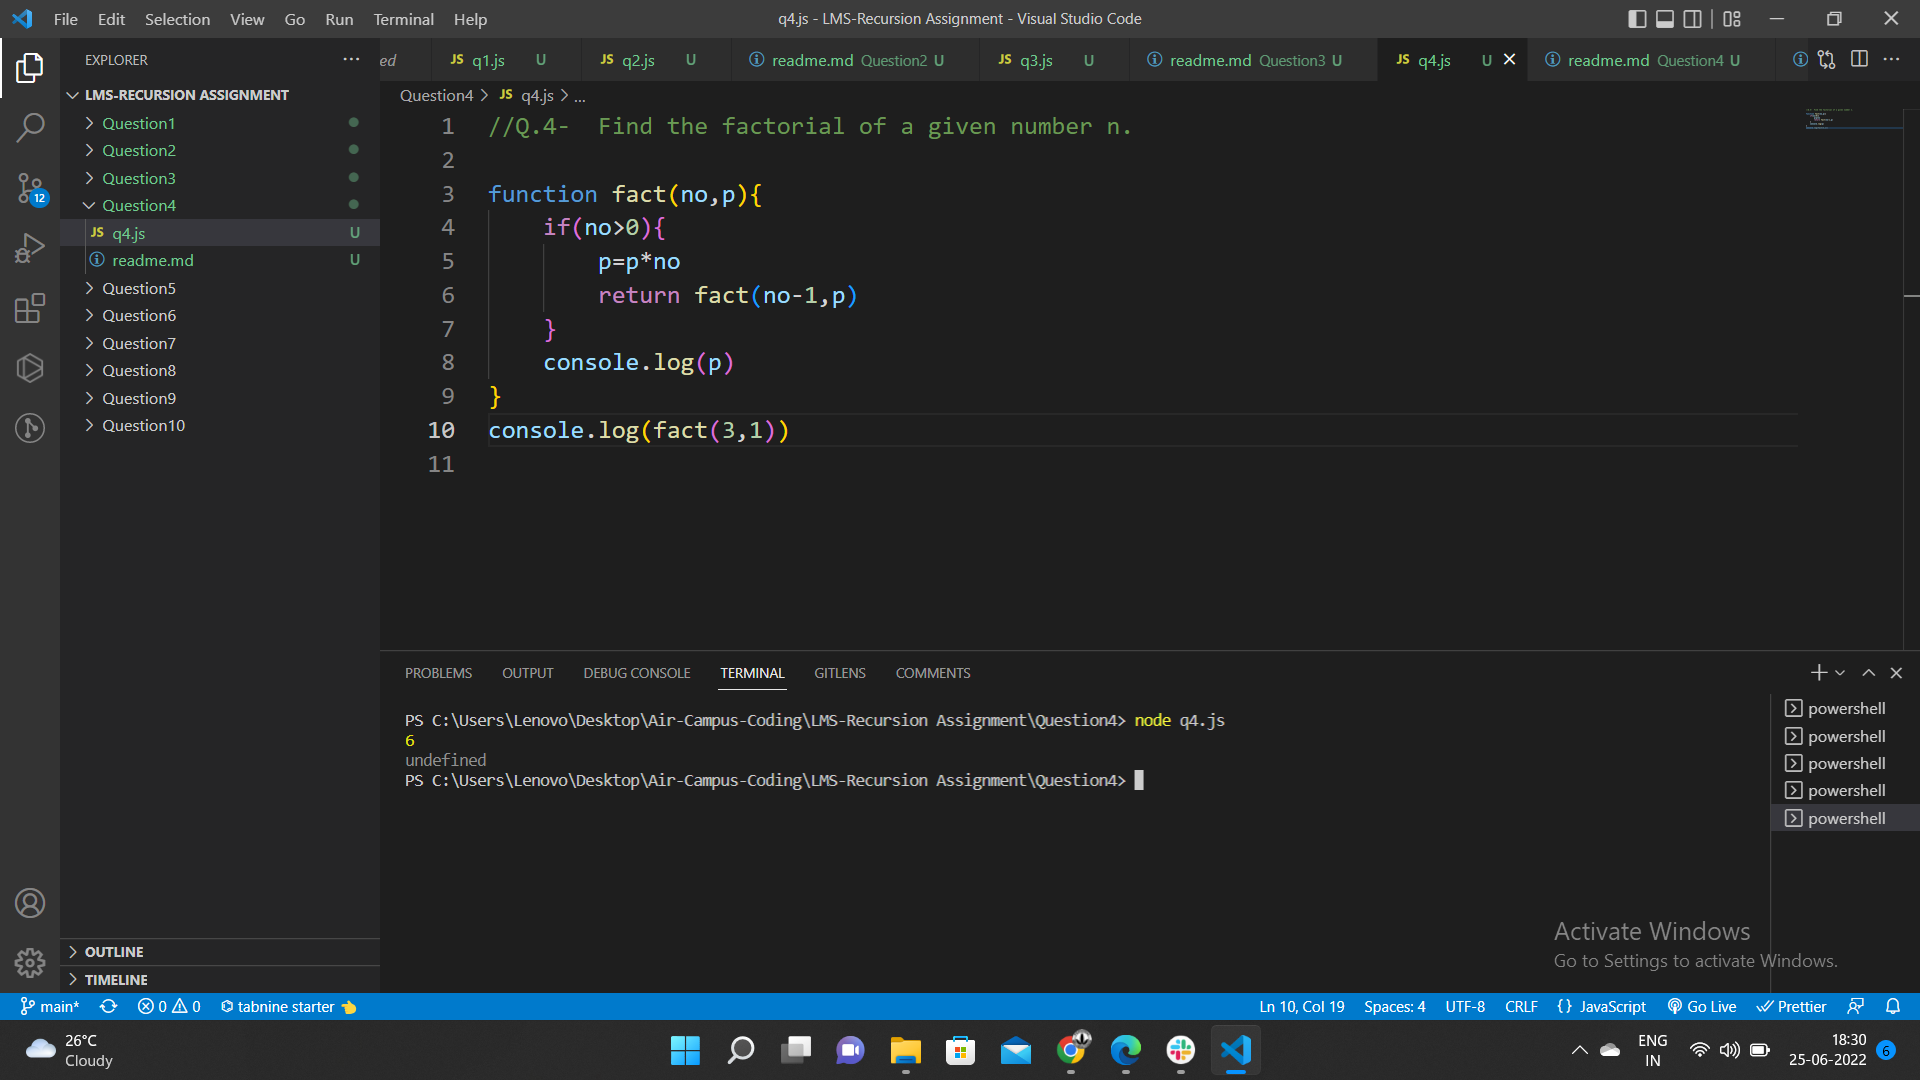 File Edit Selection View Go Run Terminal Help
q4.js - LMS-Recursion Assignment - Visual Studio Code
EXPLORER
ed
JS q1.js U
JS q2.js U
readme.md Question2 U
JS q3.js U
readme.md Question3 U
JS q4.js U
readme.md Question4 U
LMS-RECURSION ASSIGNMENT
Question1
Question2
Question3
Question4
JS q4.js U
readme.md U
Question5
Question6
Question7
Question8
Question9
Question10
12
OUTLINE
TIMELINE
Question4 > JS q4.js > ...
1 //Q.4-  Find the factorial of a given number n.
2
3 function fact(no,p){
4     if(no>0){
5         p=p*no
6         return fact(no-1,p)
7     }
8     console.log(p)
9 }
10 console.log(fact(3,1))
11
PROBLEMS OUTPUT DEBUG CONSOLE TERMINAL GITLENS COMMENTS
PS C:\Users\Lenovo\Desktop\Air-Campus-Coding\LMS-Recursion Assignment\Question4> node q4.js
6
undefined
PS C:\Users\Lenovo\Desktop\Air-Campus-Coding\LMS-Recursion Assignment\Question4>
powershell
powershell
powershell
powershell
powershell
Activate Windows
Go to Settings to activate Windows.
main* 0 0 tabnine starter
Ln 10, Col 19 Spaces: 4 UTF-8 CRLF {} JavaScript Go Live Prettier
26°C
Cloudy
ENG
IN
18:30
25-06-2022
6